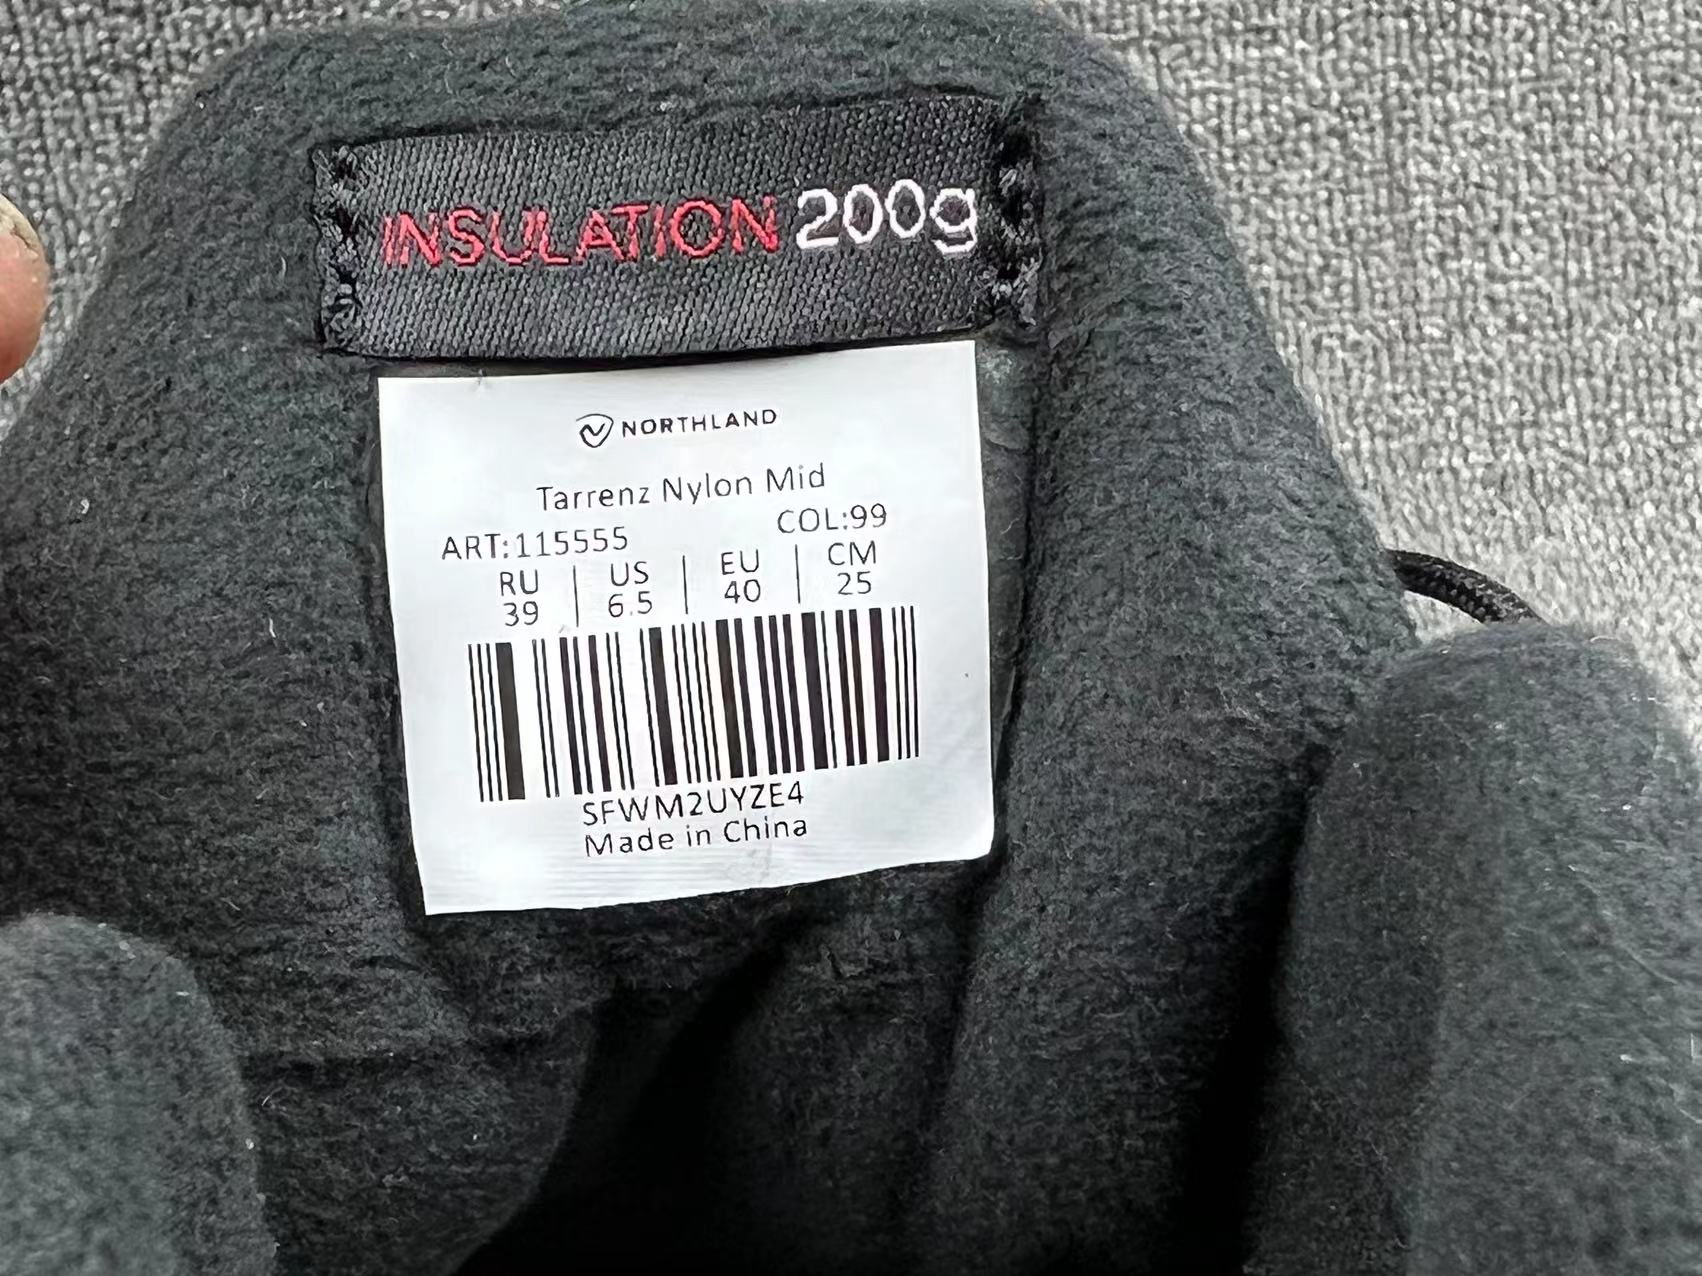 INSULATION 200g
NORTHLAND
Tarrenz Nylon Mid
ART:115555 COL:99
RU | US | EU | CM
39 | 6.5 | 40 | 25
SFWM2UYZE4
Made in China